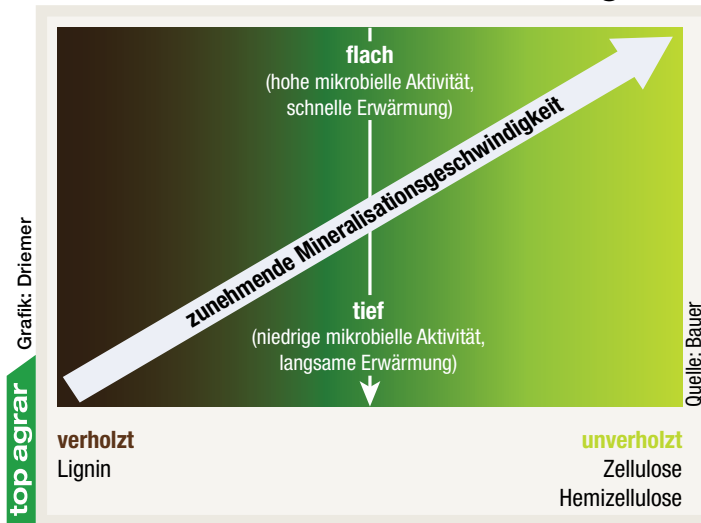 flach
(hohe mikrobielle Aktivität,
schnelle Erwärmung)
zunehmende Mineralisationsgeschwindigkeit
tief
(niedrige mikrobielle Aktivität,
langsame Erwärmung)
verholzt
Lignin
unverholzt
Zellulose
Hemizellulose
top agrar
Grafik: Driemer
Quelle: Bauer